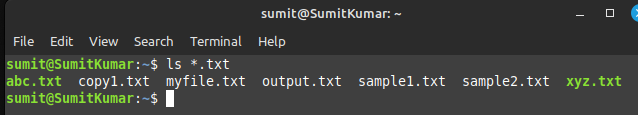 sumit@SumitKumar: ~
File Edit View Search Terminal Help
sumit@SumitKumar:~$ ls *.txt
abc.txt copy1.txt myfile.txt output.txt sample1.txt sample2.txt xyz.txt
sumit@SumitKumar:~$